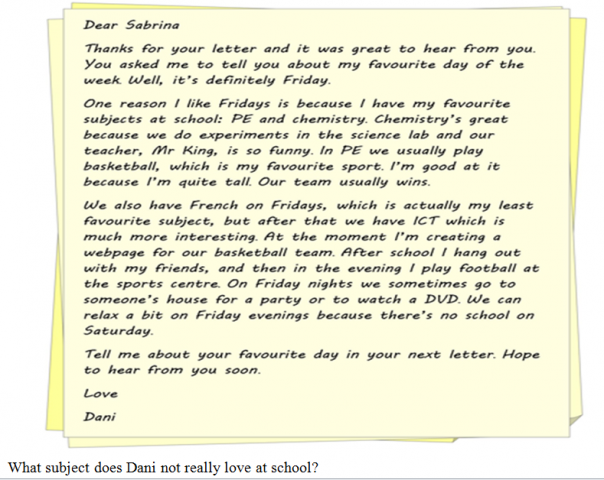 Dear Sabrina
Thanks for your letter and it was great to hear from you.
You asked me to tell you about my favourite day of the
week. Well, it's definitely Friday.
One reason I like Fridays is because I have my favourite
subjects at school: PE and chemistry. Chemistry's great
because we do experiments in the science lab and our
teacher, Mr King, is so funny. In PE we usually play
basketball, which is my favourite sport. I'm good at it
because I'm quite tall. Our team usually wins.
We also have French on Fridays, which is actually my least
favourite subject, but after that we have ICT which is
much more interesting. At the moment I'm creating a
webpage for our basketball team. After school I hang out
with my friends, and then in the evening I play football at
the sports centre. On Friday nights we sometimes go to
someone's house for a party or to watch a DVD. We can
relax a bit on Friday evenings because there's no school on
Saturday.
Tell me about your favourite day in your next letter. Hope
to hear from you soon.
Love
Dani
What subject does Dani not really love at school?